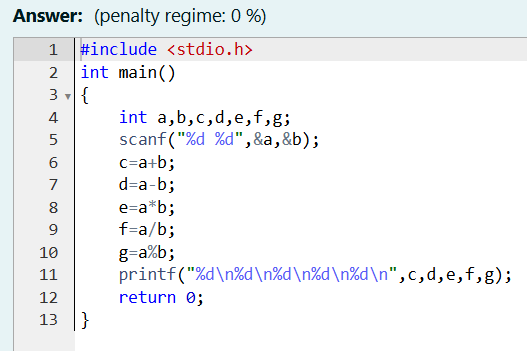 Answer: (penalty regime: 0 %)
1 #include <stdio.h>
2 int main()
3 {
4     int a,b,c,d,e,f,g;
5     scanf("%d %d",&a,&b);
6     c=a+b;
7     d=a-b;
8     e=a*b;
9     f=a/b;
10     g=a%b;
11     printf("%d\n%d\n%d\n%d\n%d\n",c,d,e,f,g);
12     return 0;
13 }